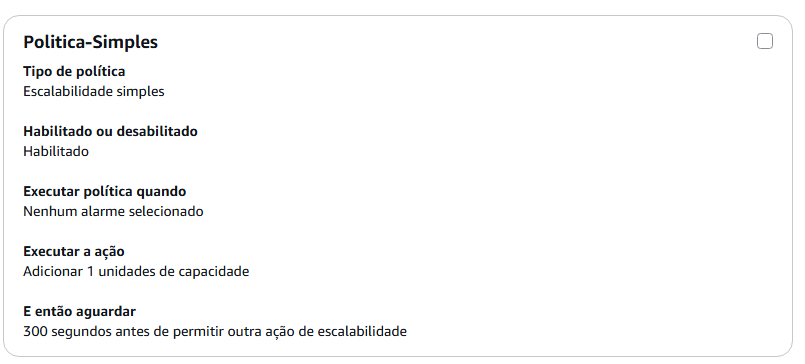 Politica-Simples
Tipo de política
Escalabilidade simples
Habilitado ou desabilitado
Habilitado
Executar política quando
Nenhum alarme selecionado
Executar a ação
Adicionar 1 unidades de capacidade
E então aguardar
300 segundos antes de permitir outra ação de escalabilidade